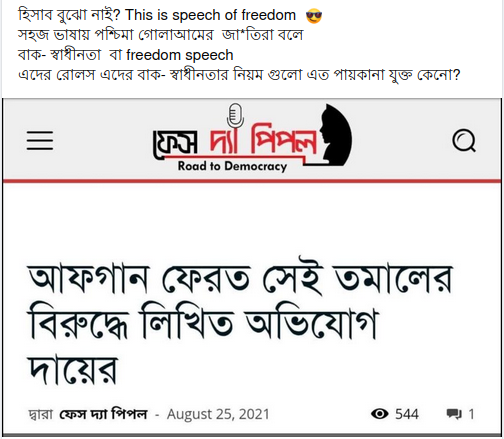 হিসাব বুঝো নাই? This is speech of freedom 😎
সহজ ভাষায় পশ্চিমা গোলাআমের জা*তিরা বলে
বাক- স্বাধীনতা বা freedom speech
এদের রোলস এদের বাক- স্বাধীনতার নিয়ম গুলো এত পায়কানা যুক্ত কেনো?
ফেস দ্যা পিপল
Road to Democracy
আফগান ফেরত সেই তমালের
বিরুদ্ধে লিখিত অভিযোগ
দায়ের
দ্বারা ফেস দ্যা পিপল - August 25, 2021 544 1